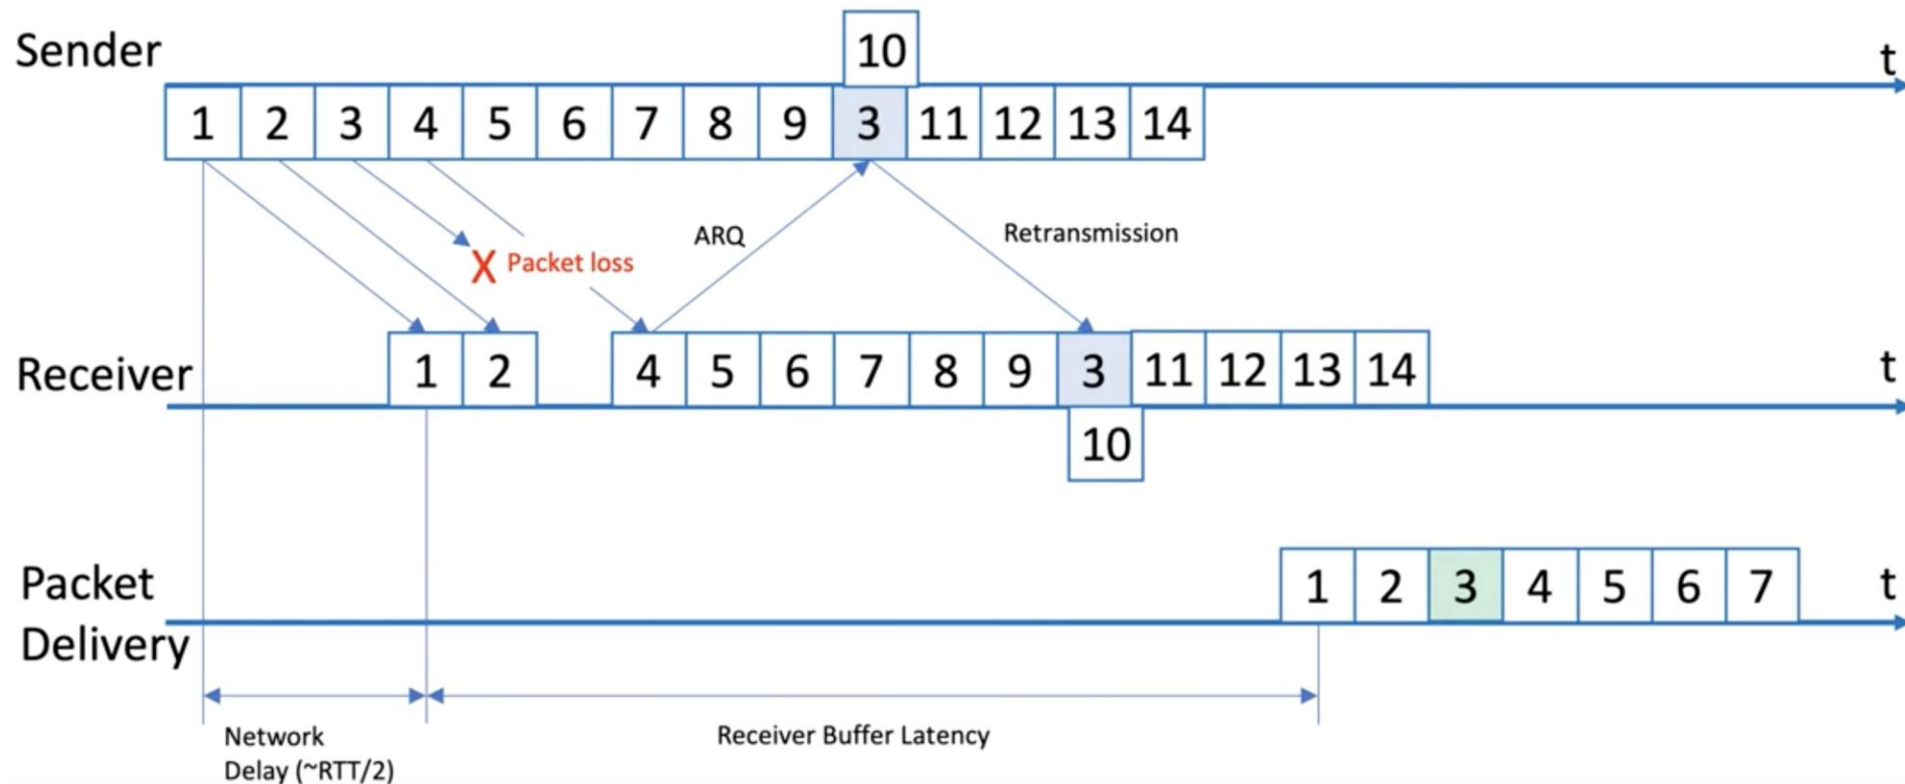 10
Sender
t
1 2 3 4 5 6 7 8 9 3 11 12 13 14
ARQ
Retransmission
X Packet loss
Receiver
1 2 4 5 6 7 8 9 3 11 12 13 14
t
10
Packet
Delivery
1 2 3 4 5 6 7
t
Network
Delay (~RTT/2)
Receiver Buffer Latency